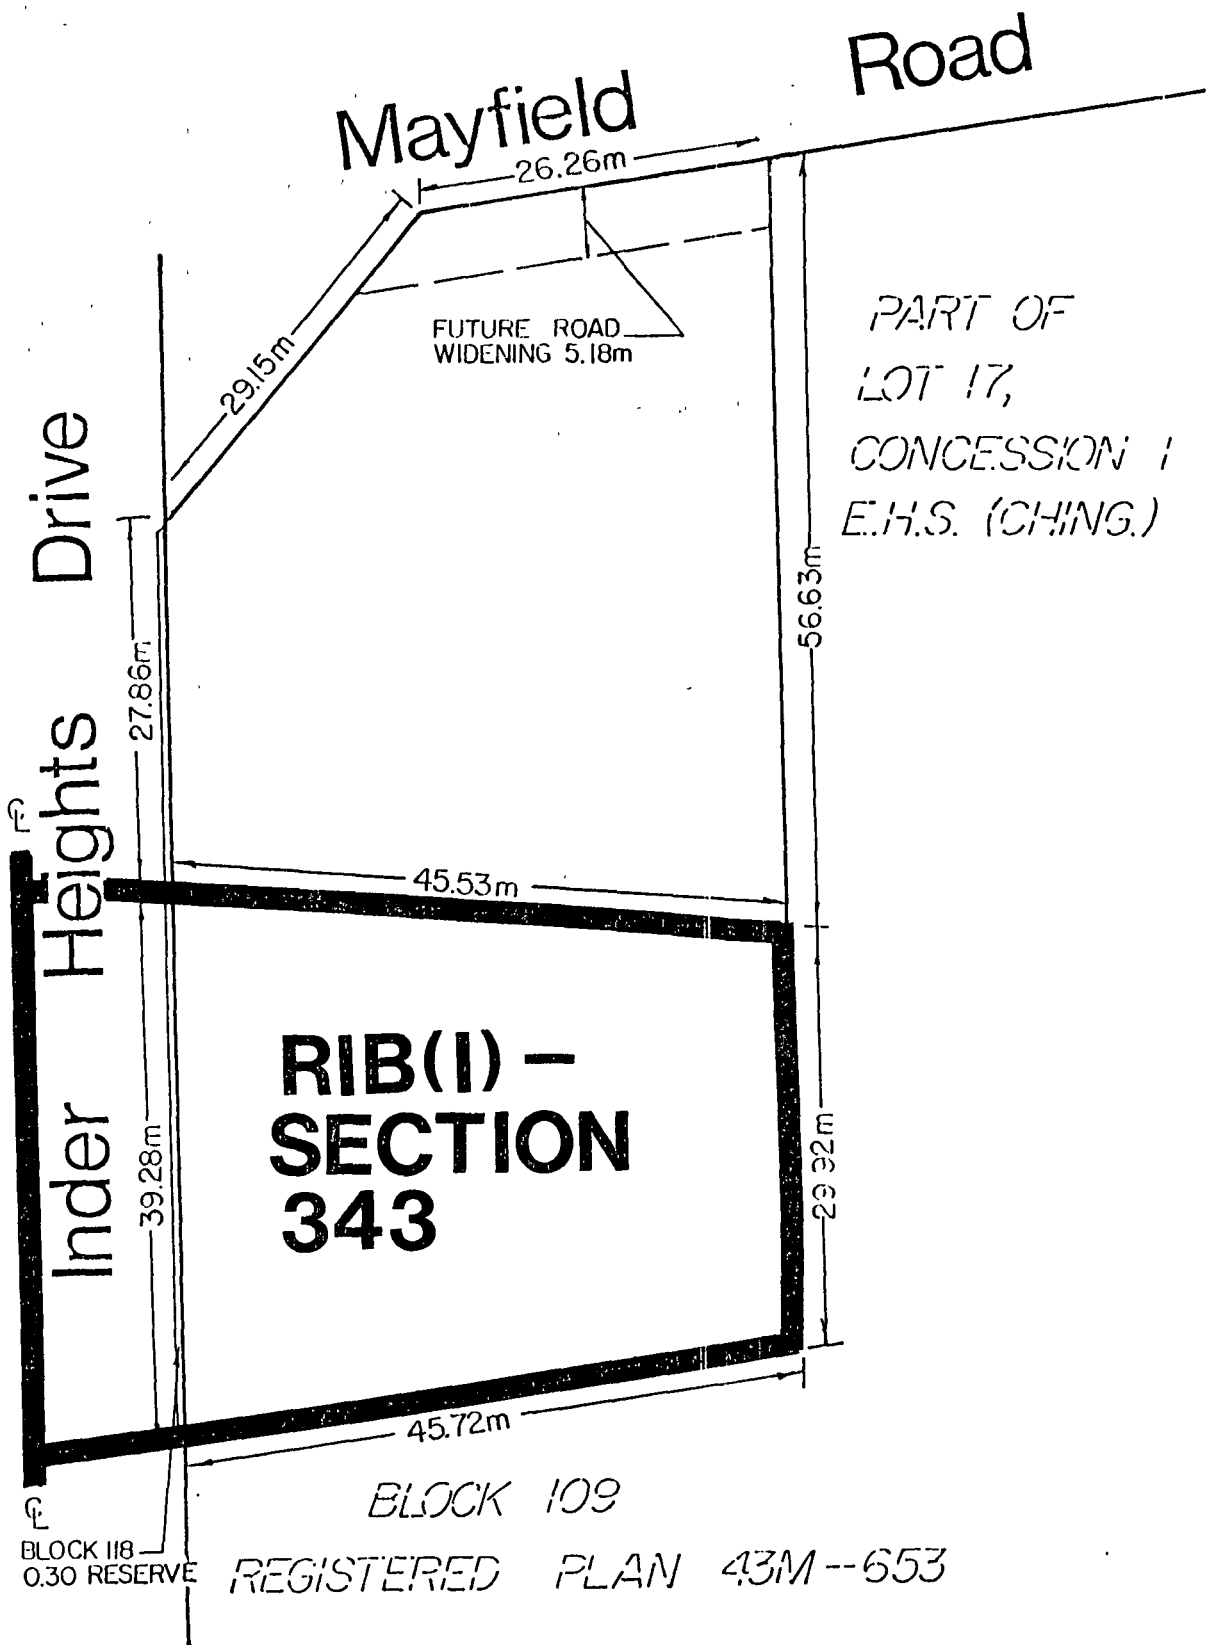 Mayfield Road
26.26m
29.15m
FUTURE ROAD
WIDENING 5.18m
PART OF
LOT 17,
CONCESSION 1
E.H.S. (CHING.)
56.63m
27.86m
Inder Heights Drive
℄
45.53m
RIB(I) –
SECTION
343
39.28m
29.92m
45.72m
℄
BLOCK 109
BLOCK 118
0.30 RESERVE
REGISTERED PLAN 43M--653